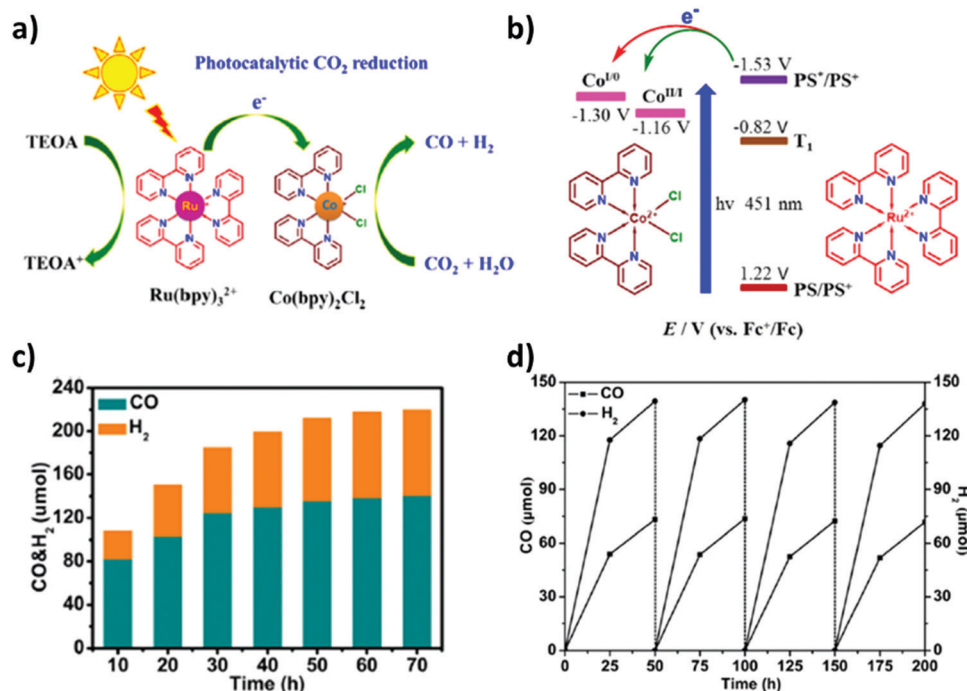 a)
Photocatalytic CO₂ reduction
e⁻
TEOA
CO + H₂
N
N
N
N
N
N
Ru
N
N
N
N
Co
Cl
Cl
TEOA⁺
CO₂ + H₂O
Ru(bpy)₃²⁺
Co(bpy)₂Cl₂
b)
e⁻
-1.53 V
PS*/PS⁺
Coᴵ/⁰
Coᴵᴵ/ᴵ
-1.30 V
-1.16 V
-0.82 V
T₁
N
N
N
N
Co²⁺
Cl
Cl
hν 451 nm
N
N
N
N
N
N
Ru²⁺
1.22 V
PS/PS⁺
E / V (vs. Fc⁺/Fc)
c)
CO&H₂ (umol)
240
200
160
120
80
40
0
CO
H₂
10 20 30 40 50 60 70
Time (h)
d)
CO (μmol)
150
120
90
60
30
0
CO
H₂
150
120
90
60
30
0
H₂ (μmol)
0 25 50 75 100 125 150 175 200
Time (h)